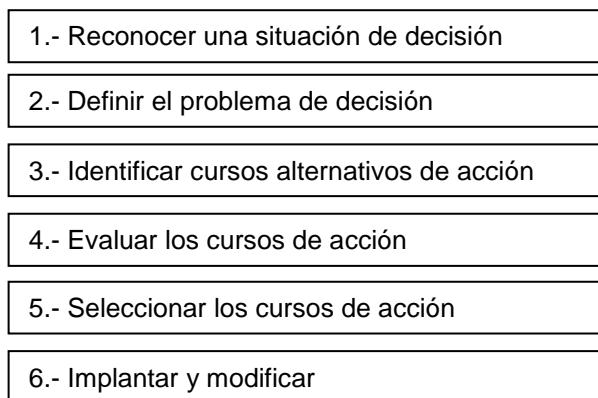 1.- Reconocer una situación de decisión
2.- Definir el problema de decisión
3.- Identificar cursos alternativos de acción
4.- Evaluar los cursos de acción
5.- Seleccionar los cursos de acción
6.- Implantar y modificar